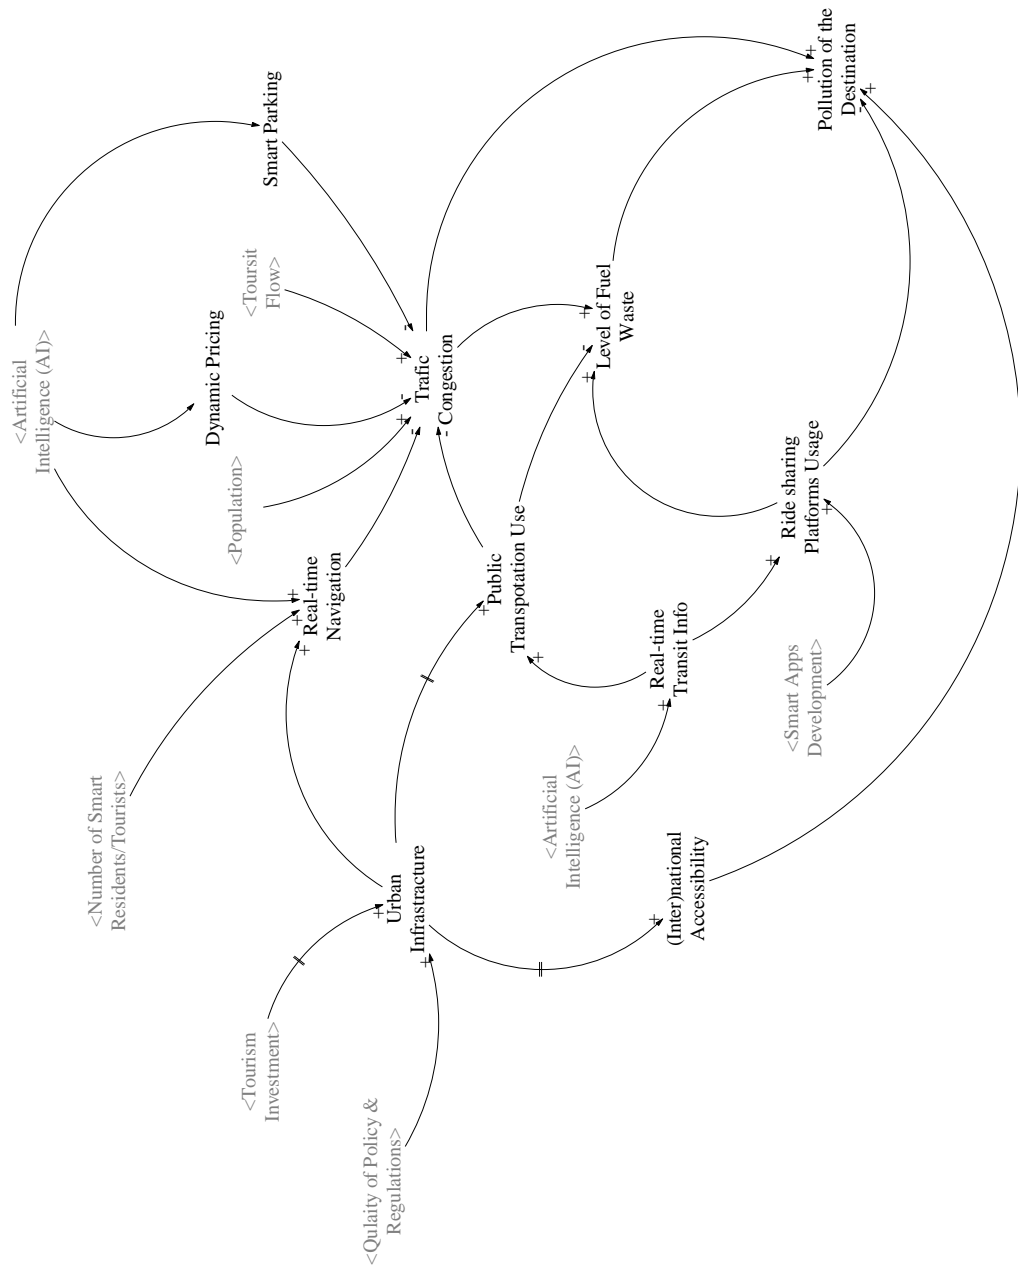 <Artificial
Intelligence (AI)>
<Number of Smart
Residents/Tourists>
Dynamic Pricing
<Population>
<Tourism
Investment>
<Toursit
Flow>
Smart Parking
Real-time
Navigation
<Qulaity of Policy &
Regulations>
Urban
Infrastracture
Trafic
Congestion
Public
Transpotation Use
<Artificial
Intelligence (AI)>
Level of Fuel
Waste
Real-time
Transit Info
(Inter)national
Accessibility
<Smart Apps
Development>
Ride sharing
Platforms Usage
Pollution of the
Destination